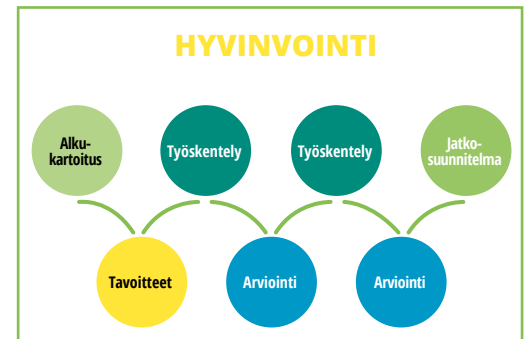 HYVINVOINTI
Alku-
kartoitus
Työskentely
Työskentely
Jatko-
suunnitelma
Tavoitteet
Arviointi
Arviointi